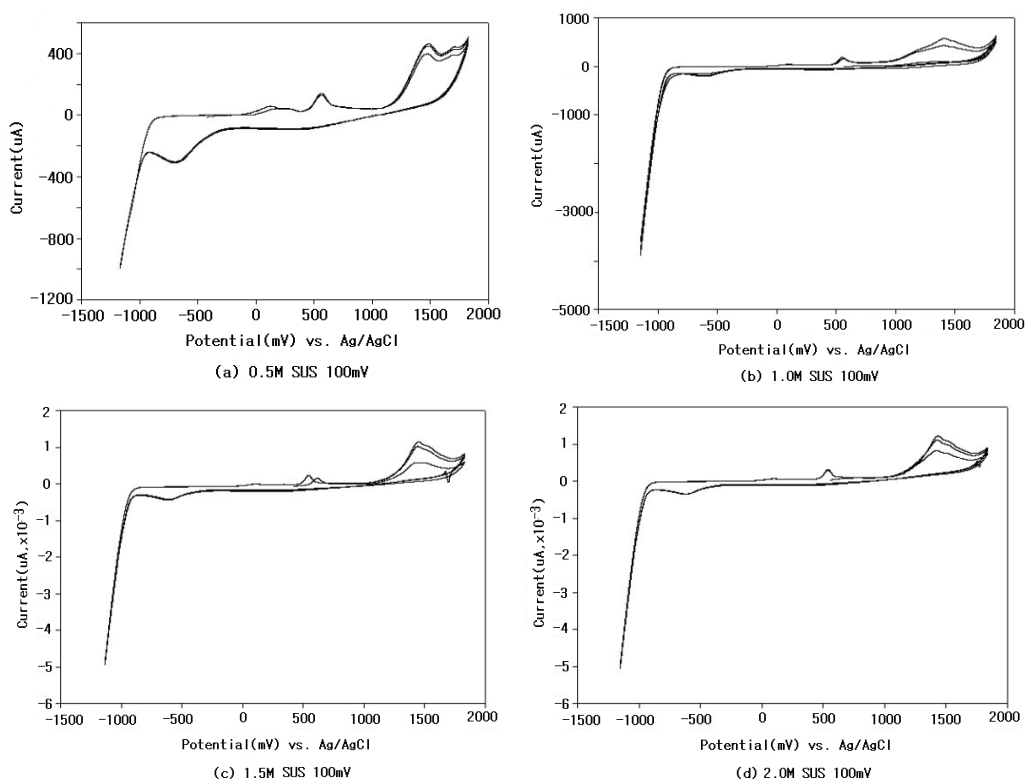 400
0
-400
-800
-1200
Current(uA)
-1500 -1000 -500 0 500 1000 1500 2000
Potential(mV) vs. Ag/AgCl
(a) 0.5M SUS 100mV
1000
0
-1000
-3000
-5000
Current(uA)
-1500 -1000 -500 0 500 1000 1500 2000
Potential(mV) vs. Ag/AgCl
(b) 1.0M SUS 100mV
2
1
0
-1
-2
-3
-4
-5
-6
Current(uA,x10⁻³)
-1500 -1000 -500 0 500 1000 1500 2000
Potential(mV) vs. Ag/AgCl
(c) 1.5M SUS 100mV
2
1
0
-1
-2
-3
-4
-5
-6
Current(uA.x10⁻³)
-1500 -1000 -500 0 500 1000 1500 2000
Potential(mV) vs. Ag/AgCl
(d) 2.0M SUS 100mV